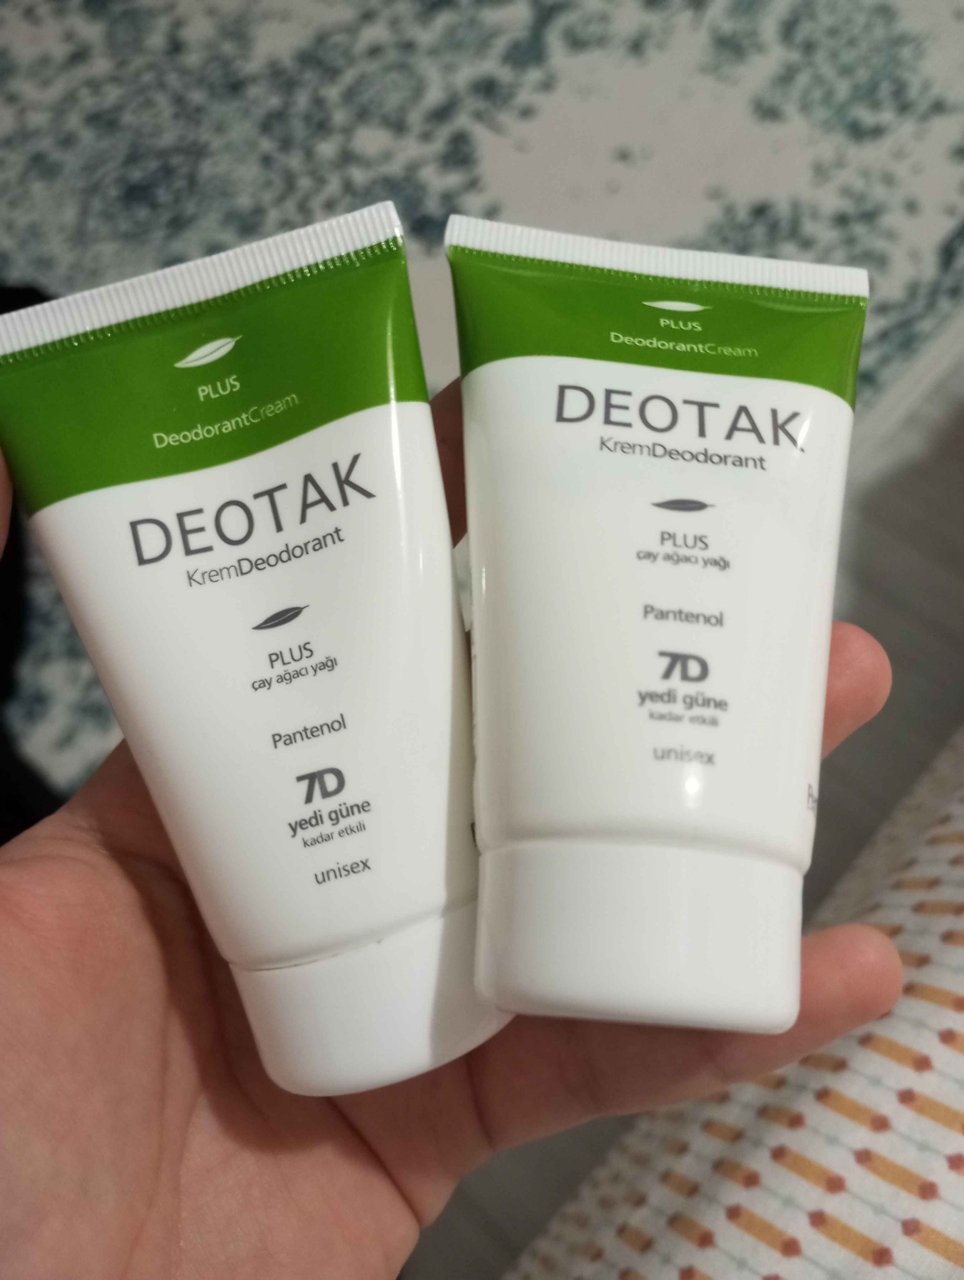 PLUS
DeodorantCream
DEOTAK
KremDeodorant
PLUS
çay ağacı yağı
Pantenol
7D
yedi güne
kadar etkili
unisex
PLUS
DeodorantCream
DEOTAK
KremDeodorant
PLUS
çay ağacı yağı
Pantenol
7D
yedi güne
kadar etkili
unisex